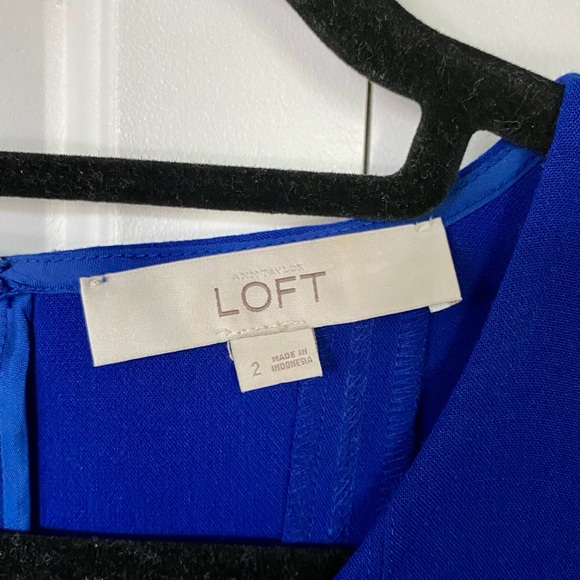 ANN TAYLOR
LOFT
2
MADE IN
INDONESIA